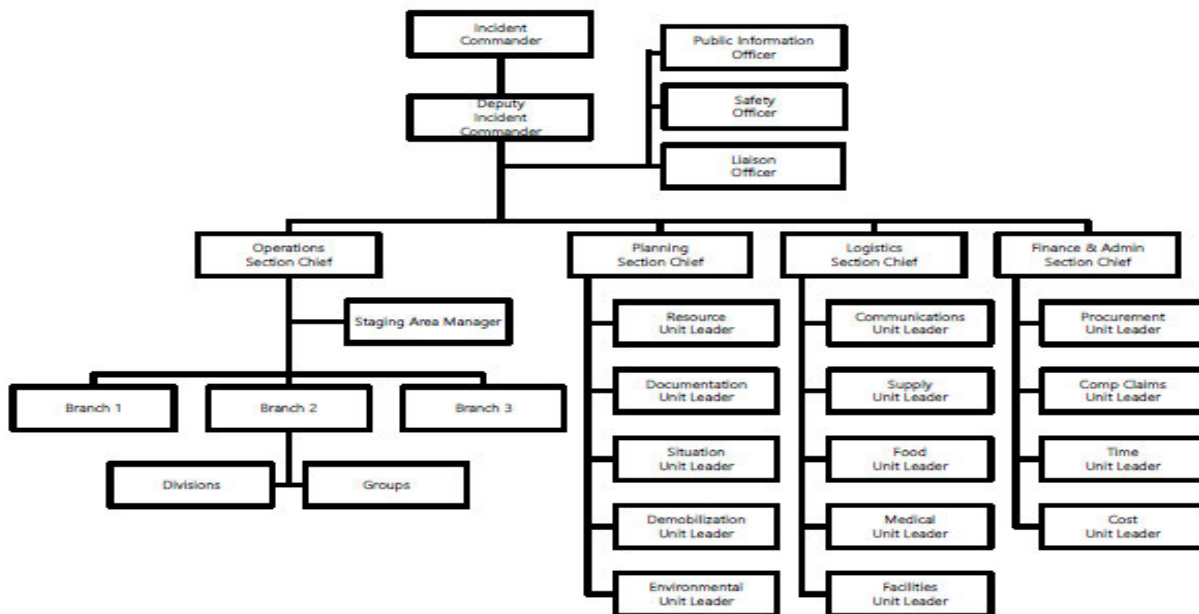 Incident
Commander
Public Information
Officer
Deputy
Incident
Commander
Safety
Officer
Liaison
Officer
Operations
Section Chief
Planning
Section Chief
Logistics
Section Chief
Finance & Admin
Section Chief
Staging Area Manager
Resource
Unit Leader
Communications
Unit Leader
Procurement
Unit Leader
Branch 1
Branch 2
Branch 3
Documentation
Unit Leader
Supply
Unit Leader
Comp Claims
Unit Leader
Divisions
Groups
Situation
Unit Leader
Food
Unit Leader
Time
Unit Leader
Demobilization
Unit Leader
Medical
Unit Leader
Cost
Unit Leader
Environmental
Unit Leader
Facilities
Unit Leader